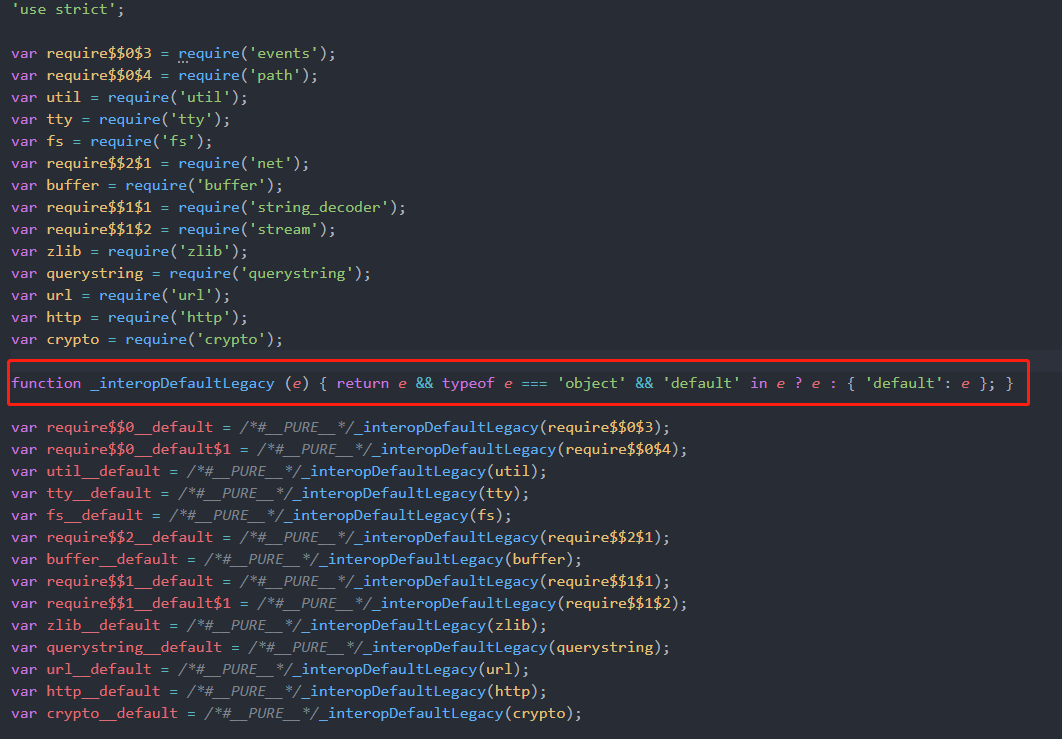 'use strict';
var require$$0$3 = require('events');
var require$$0$4 = require('path');
var util = require('util');
var tty = require('tty');
var fs = require('fs');
var require$$2$1 = require('net');
var buffer = require('buffer');
var require$$1$1 = require('string_decoder');
var require$$1$2 = require('stream');
var zlib = require('zlib');
var querystring = require('querystring');
var url = require('url');
var http = require('http');
var crypto = require('crypto');
function _interopDefaultLegacy (e) { return e && typeof e === 'object' && 'default' in e ? e : { 'default': e }; }
var require$$0__default = /*#__PURE__*/_interopDefaultLegacy(require$$0$3);
var require$$0__default$1 = /*#__PURE__*/_interopDefaultLegacy(require$$0$4);
var util__default = /*#__PURE__*/_interopDefaultLegacy(util);
var tty__default = /*#__PURE__*/_interopDefaultLegacy(tty);
var fs__default = /*#__PURE__*/_interopDefaultLegacy(fs);
var require$$2__default = /*#__PURE__*/_interopDefaultLegacy(require$$2$1);
var buffer__default = /*#__PURE__*/_interopDefaultLegacy(buffer);
var require$$1__default = /*#__PURE__*/_interopDefaultLegacy(require$$1$1);
var require$$1__default$1 = /*#__PURE__*/_interopDefaultLegacy(require$$1$2);
var zlib__default = /*#__PURE__*/_interopDefaultLegacy(zlib);
var querystring__default = /*#__PURE__*/_interopDefaultLegacy(querystring);
var url__default = /*#__PURE__*/_interopDefaultLegacy(url);
var http__default = /*#__PURE__*/_interopDefaultLegacy(http);
var crypto__default = /*#__PURE__*/_interopDefaultLegacy(crypto);